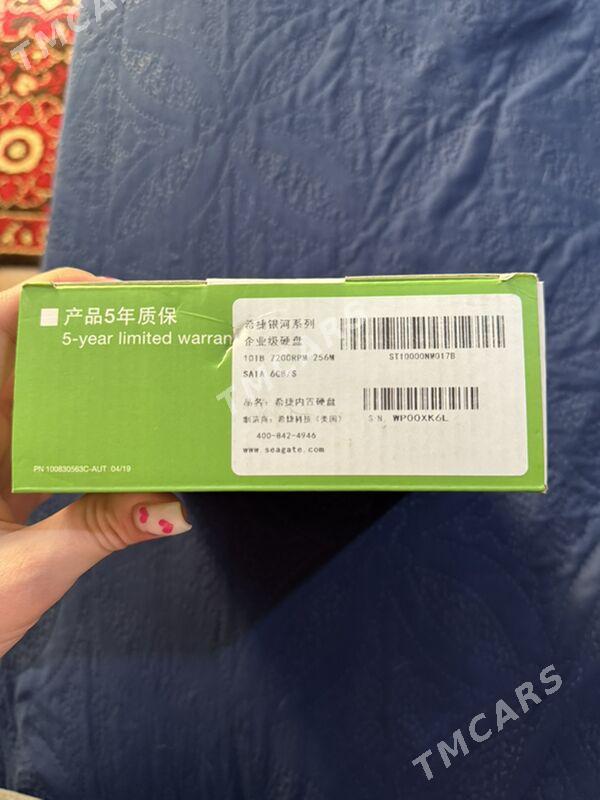 TMCARS
产品5年质保
5-year limited warran
希捷银河系列
企业级硬盘
10TB 7200RPM 256M
SATA 6GB/S
ST10000NM017B
品名：希捷内置硬盘
制造商：希捷科技（美国）
S N: WP00XK6L
400-842-4946
www.seagate.com
PN 100830563C-AUT 04/19
TMCARS
TMCARS
TMCARS